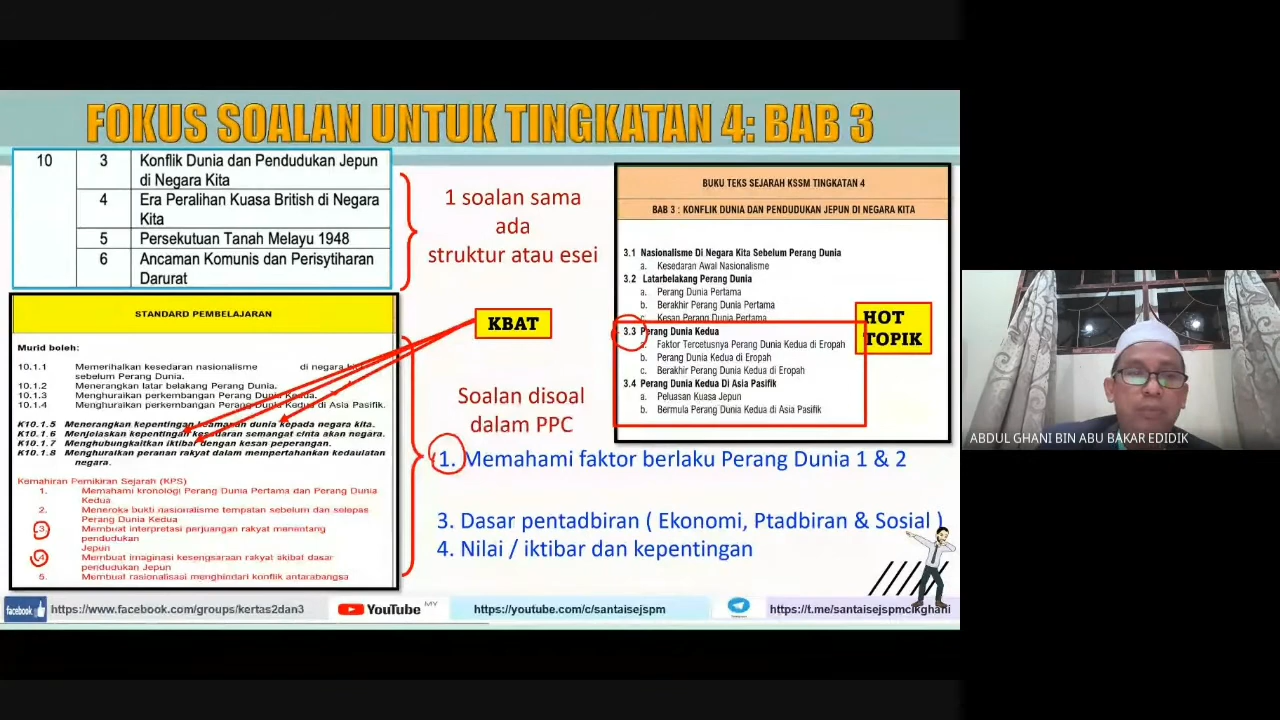 FOKUS SOALAN UNTUK TINGKATAN 4: BAB 3
10 3 Konflik Dunia dan Pendudukan Jepun
di Negara Kita
4 Era Peralihan Kuasa British di Negara
Kita
5 Persekutuan Tanah Melayu 1948
6 Ancaman Komunis dan Perisytiharan
Darurat
1 soalan sama
ada
struktur atau esei
BUKU TEKS SEJARAH KSSM TINGKATAN 4
BAB 3 : KONFLIK DUNIA DAN PENDUDUKAN JEPUN DI NEGARA KITA
3.1 Nasionalisme Di Negara Kita Sebelum Perang Dunia
a. Kesedaran Awal Nasionalisme
3.2 Latarbelakang Perang Dunia
a. Perang Dunia Pertama
b. Berakhir Perang Dunia Pertama
c. Kesan Perang Dunia Pertama
3.3 Perang Dunia Kedua
a. Faktor Tercetusnya Perang Dunia Kedua di Eropah
b. Perang Dunia Kedua di Eropah
c. Berakhir Perang Dunia Kedua di Eropah
3.4 Perang Dunia Kedua Di Asia Pasifik
a. Peluasan Kuasa Jepun
b. Bermula Perang Dunia Kedua di Asia Pasifik
HOT
TOPIK
STANDARD PEMBELAJARAN
Murid boleh:
10.1.1 Memerihalkan kesedaran nasionalisme di negara
sebelum Perang Dunia.
10.1.2 Menerangkan latar belakang Perang Dunia.
10.1.3 Menghuraikan perkembangan Perang Dunia Kedua.
10.1.4 Menghuraikan perkembangan Perang Dunia Kedua di Asia Pasifik.
K10.1.5 Menerangkan kepentingan keamanan dunia kepada negara kita.
K10.1.6 Menjelaskan kepentingan kesedaran semangat cinta akan negara.
K10.1.7 Menghubungkaitkan iktibar dengan kesan peperangan.
K10.1.8 Menghuraikan peranan rakyat dalam mempertahankan kedaulatan
negara.
Kemahiran Pemikiran Sejarah (KPS)
1. Memahami kronologi Perang Dunia Pertama dan Perang Dunia
Kedua
2. Meneroka bukti nasionalisme tempatan sebelum dan selepas
Perang Dunia Kedua
3. Membuat interpretasi perjuangan rakyat menentang
pendudukan
Jepun
4. Membuat imaginasi kesengsaraan rakyat akibat dasar
pendudukan Jepun
5. Membuat rasionalisasi menghindari konflik antarabangsa
KBAT
Soalan disoal
dalam PPC
1. Memahami faktor berlaku Perang Dunia 1 & 2
3. Dasar pentadbiran ( Ekonomi, Ptadbiran & Sosial )
4. Nilai / iktibar dan kepentingan
facebook https://www.facebook.com/groups/kertas2dan3 YouTube MY https://youtube.com/c/santaisejspm https://t.me/santaisejspmcikghani
ABDUL GHANI BIN ABU BAKAR EDIDIK